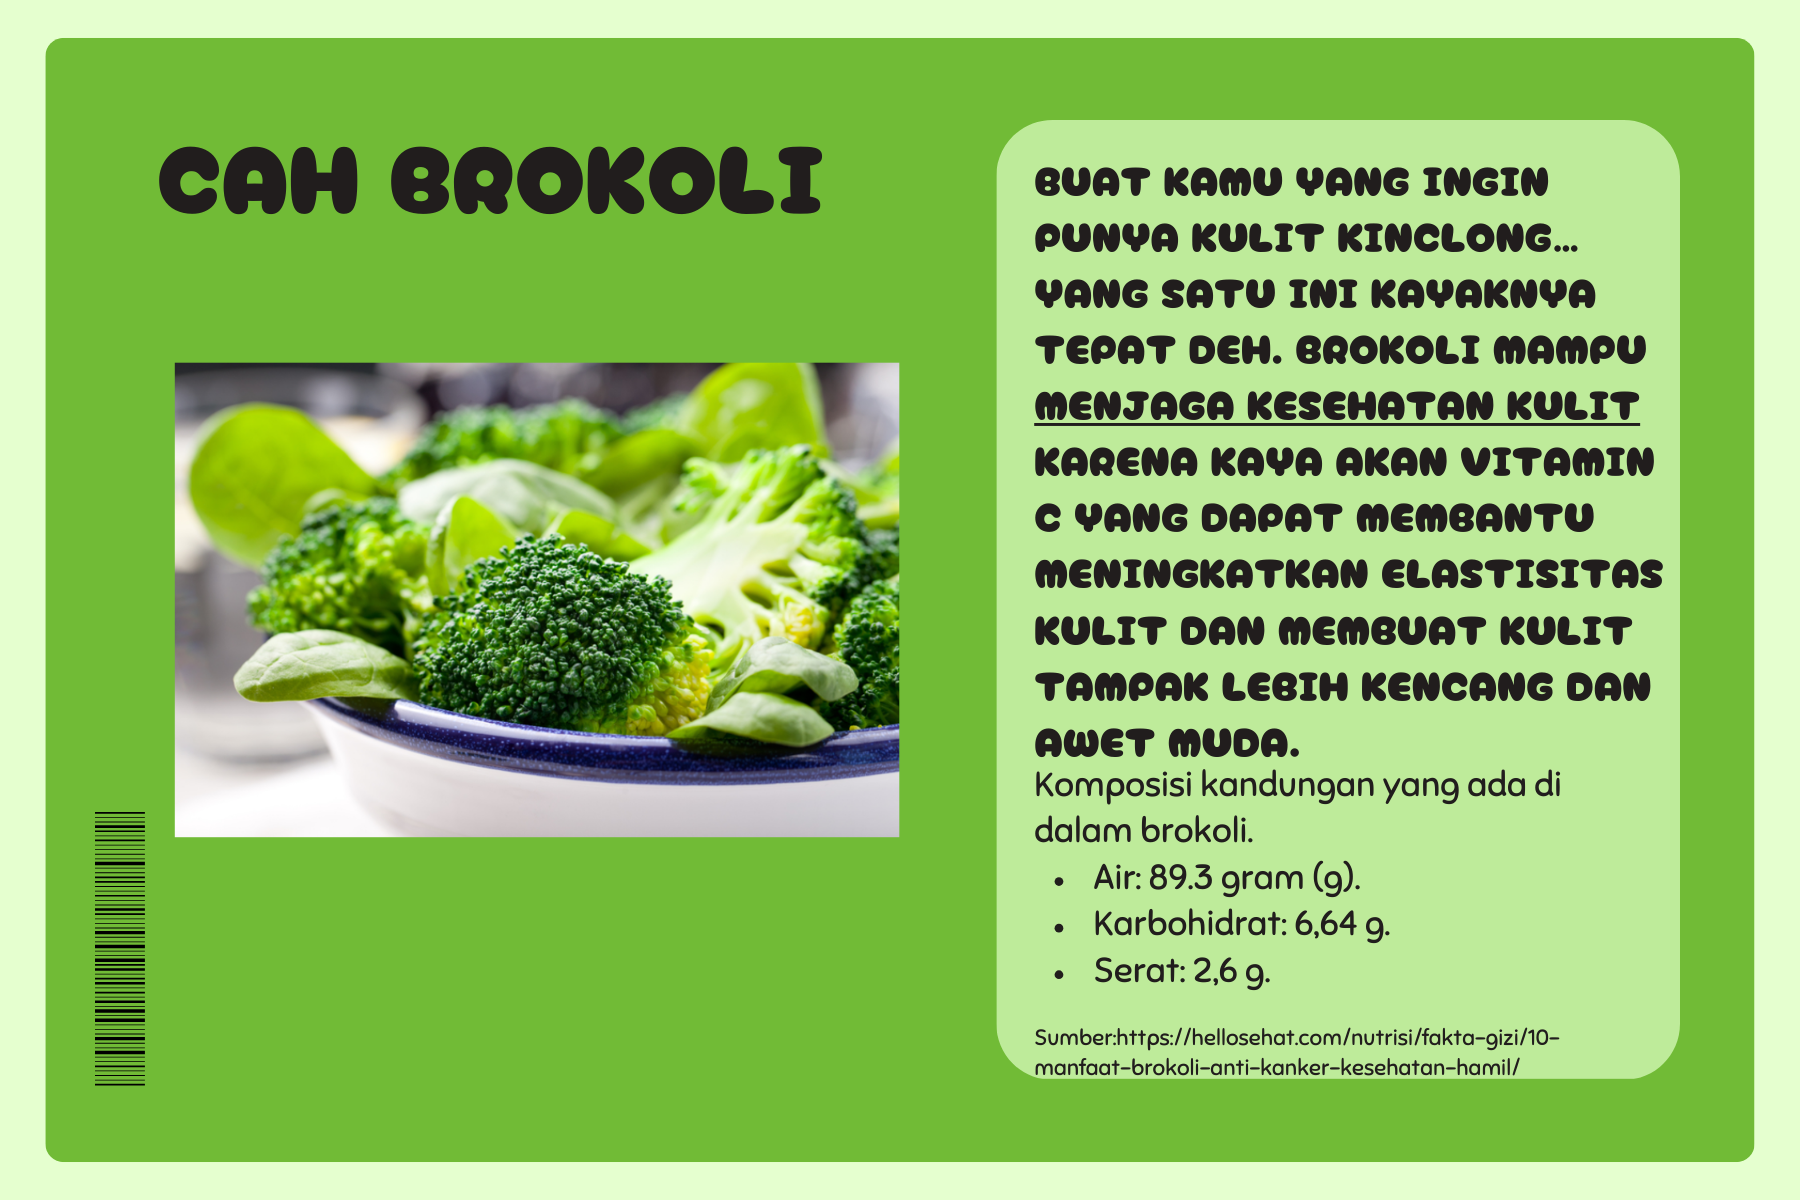 CAH BROKOLI
BUAT KAMU YANG INGIN
PUNYA KULIT KINCLONG...
YANG SATU INI KAYAKNYA
TEPAT DEH. BROKOLI MAMPU
MENJAGA KESEHATAN KULIT
KARENA KAYA AKAN VITAMIN
C YANG DAPAT MEMBANTU
MENINGKATKAN ELASTISITAS
KULIT DAN MEMBUAT KULIT
TAMPAK LEBIH KENCANG DAN
AWET MUDA.
Komposisi kandungan yang ada di
dalam brokoli.
• Air: 89.3 gram (g).
• Karbohidrat: 6,64 g.
• Serat: 2,6 g.
Sumber:https://hellosehat.com/nutrisi/fakta-gizi/10-
manfaat-brokoli-anti-kanker-kesehatan-hamil/